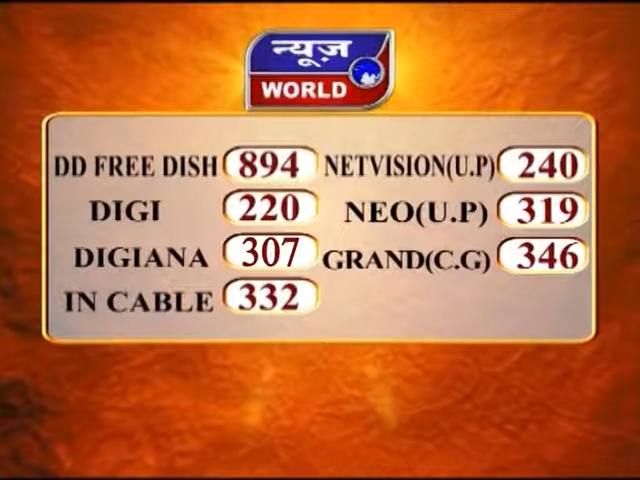 न्यूज़
WORLD
DD FREE DISH 894 NETVISION(U.P) 240
DIGI 220 NEO(U.P) 319
DIGIANA 307 GRAND(C.G) 346
IN CABLE 332